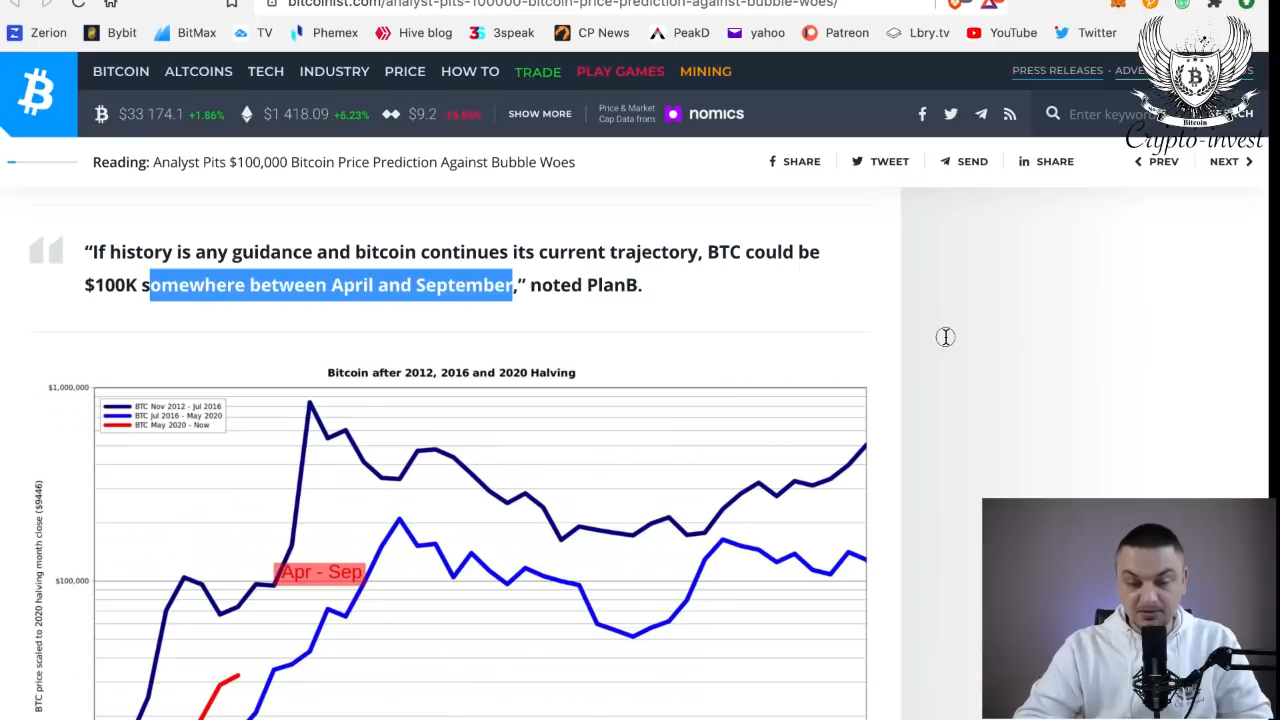 bitcoinist.com/analyst-pits-100000-bitcoin-price-prediction-against-bubble-woes/
Zerion Bybit BitMax TV Phemex Hive blog 3speak CP News PeakD yahoo Patreon Lbry.tv YouTube Twitter
BITCOIN ALTCOINS TECH INDUSTRY PRICE HOW TO TRADE PLAY GAMES MINING PRESS RELEASES
$33 174.1 +1.86% $1 418.09 +6.23% $9.2 SHOW MORE Price & Market Cap Data from: nomics Enter keyword
Bitcoin
Crypto-invest
Reading: Analyst Pits $100,000 Bitcoin Price Prediction Against Bubble Woes SHARE TWEET SEND SHARE PREV NEXT
“If history is any guidance and bitcoin continues its current trajectory, BTC could be
$100K somewhere between April and September,” noted PlanB.
Bitcoin after 2012, 2016 and 2020 Halving
$1,000,000
BTC Nov 2012 - Jul 2016
BTC Jul 2016 - May 2020
BTC May 2020 - Now
Apr - Sep
$100,000
BTC price scaled to 2020 halving month close ($9446)